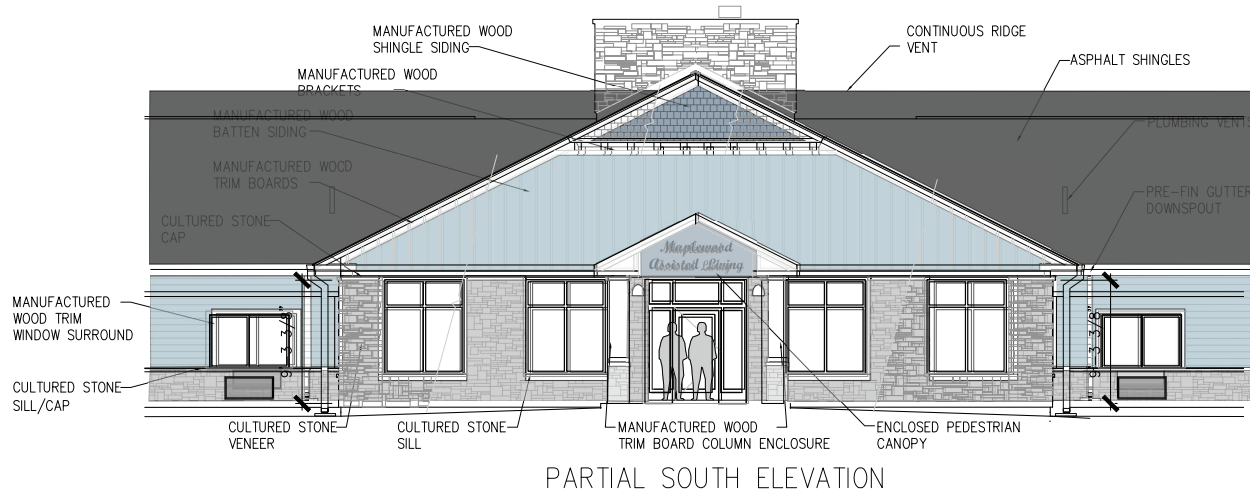 MANUFACTURED WOOD
SHINGLE SIDING
CONTINUOUS RIDGE
VENT
ASPHALT SHINGLES
MANUFACTURED WOOD
BRACKETS
MANUFACTURED WOOD
BATTEN SIDING
PLUMBING VENTS
MANUFACTURED WOOD
TRIM BOARDS
PRE-FIN GUTTER
DOWNSPOUT
CULTURED STONE
CAP
Maplewood
Assisted Living
MANUFACTURED
WOOD TRIM
WINDOW SURROUND
CULTURED STONE
SILL/CAP
CULTURED STONE
VENEER
CULTURED STONE
SILL
MANUFACTURED WOOD
TRIM BOARD COLUMN ENCLOSURE
ENCLOSED PEDESTRIAN
CANOPY
PARTIAL SOUTH ELEVATION